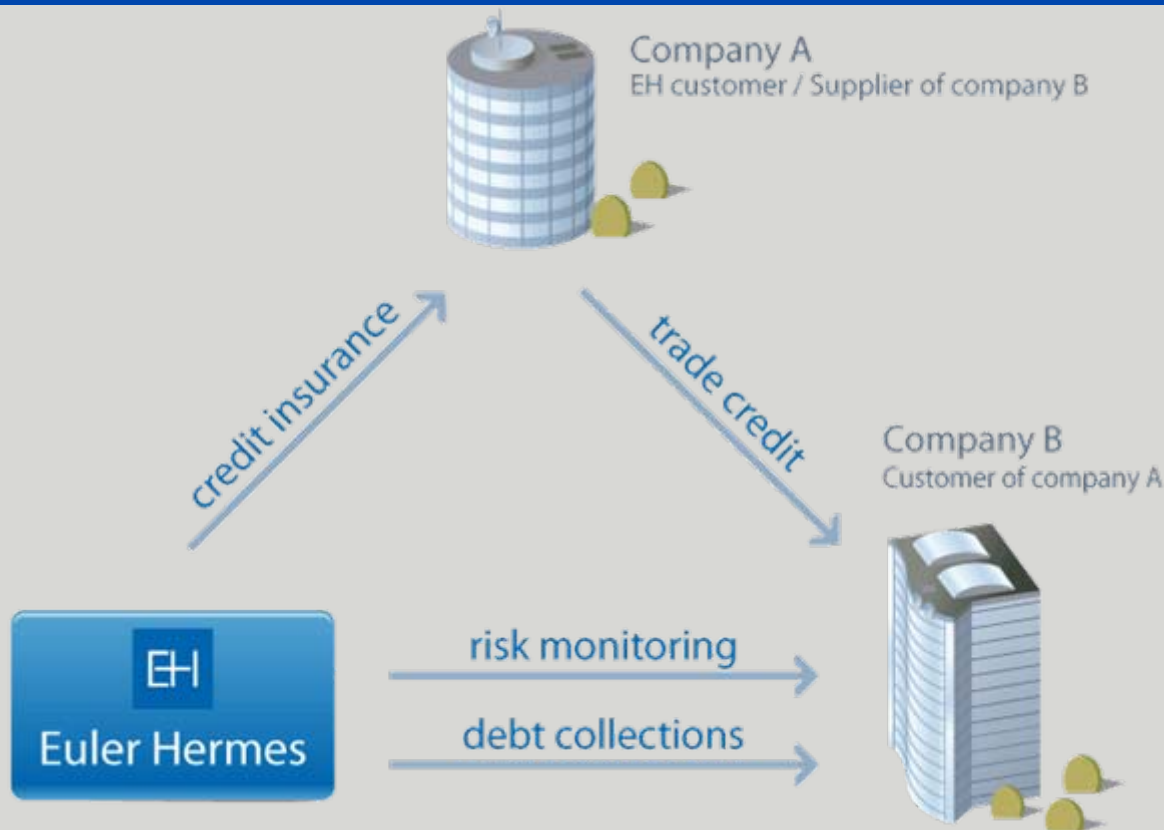 Company A
EH customer / Supplier of company B
credit insurance
trade credit
Company B
Customer of company A
EH
Euler Hermes
risk monitoring
debt collections